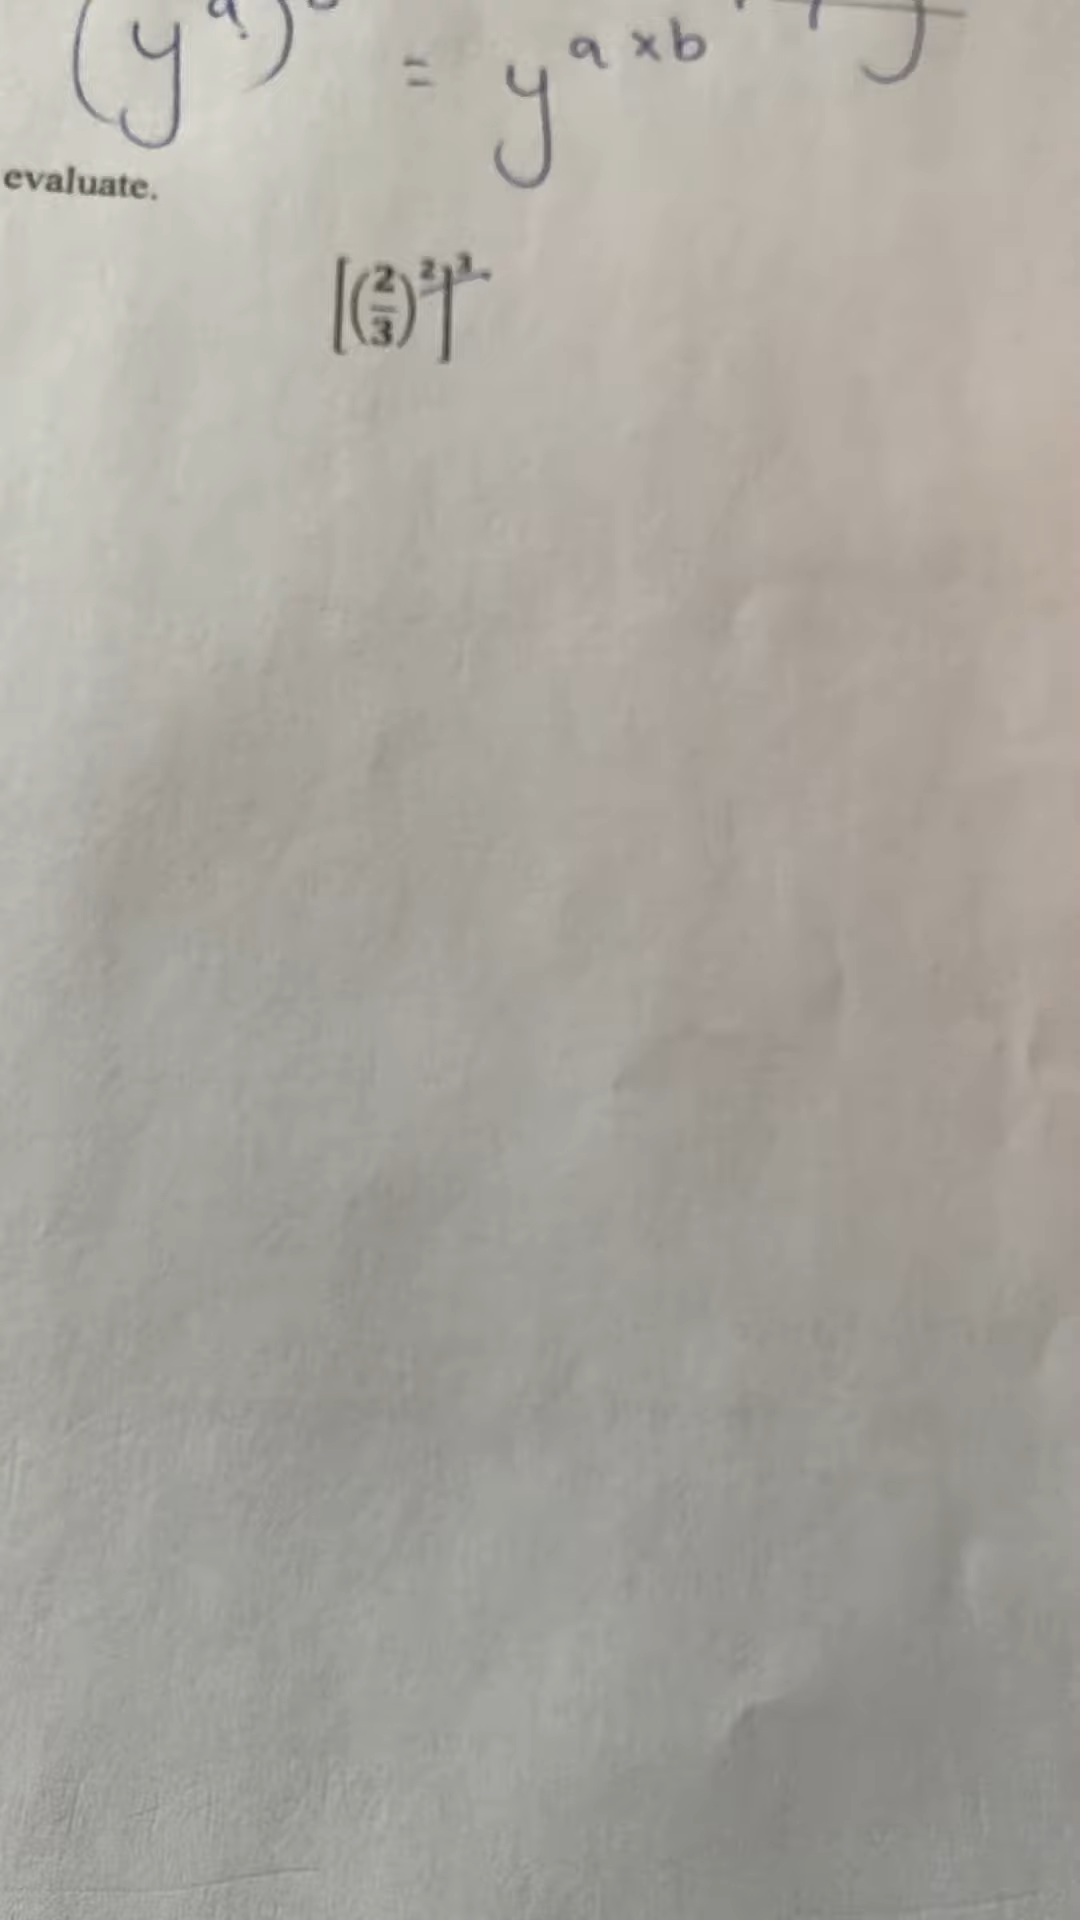 (y^a)^b = y^{a×b}
evaluate.
[(2/3)^2]^3